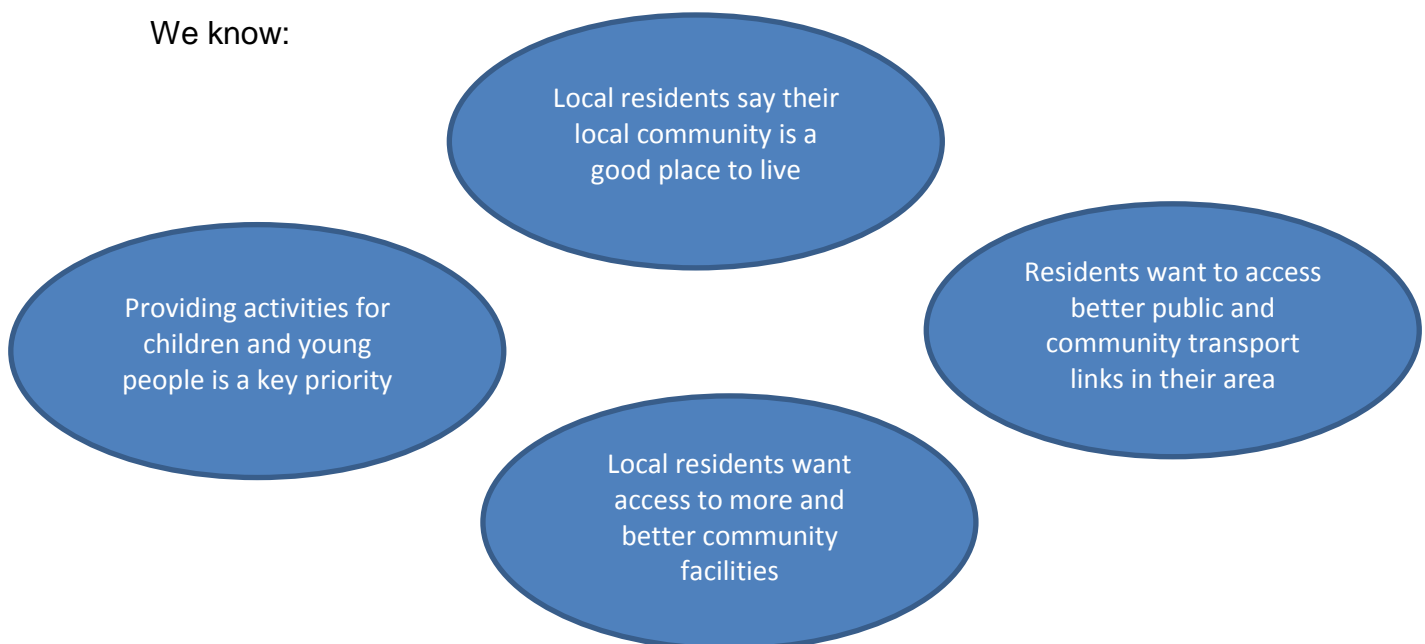 We know:
Local residents say their
local community is a
good place to live
Providing activities for
children and young
people is a key priority
Residents want to access
better public and
community transport
links in their area
Local residents want
access to more and
better community
facilities